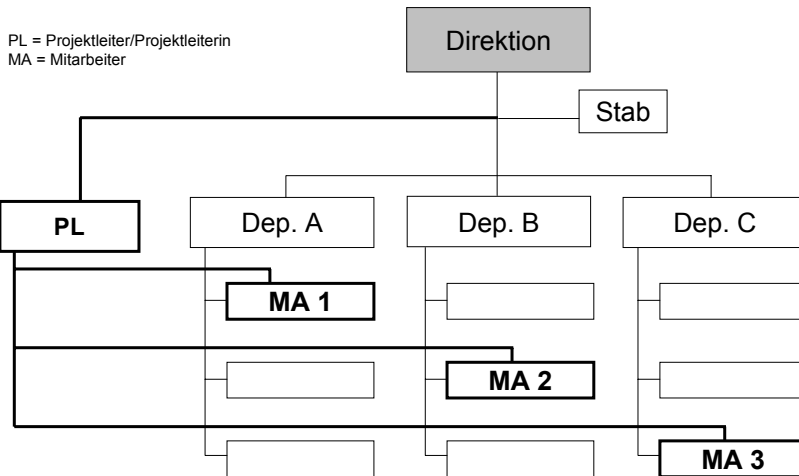 PL = Projektleiter/Projektleiterin
MA = Mitarbeiter
Direktion
Stab
PL
Dep. A
Dep. B
Dep. C
MA 1
MA 2
MA 3